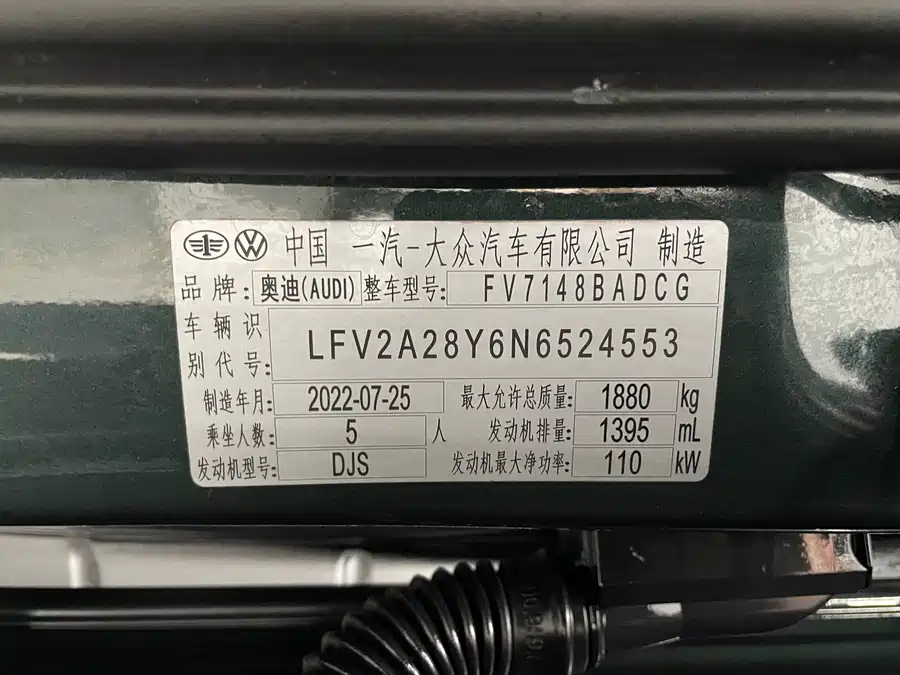 中国 一汽-大众汽车有限公司 制造
品牌: 奥迪(AUDI) 整车型号: FV7148BADCG
车辆识别代号: LFV2A28Y6N6524553
制造年月: 2022-07-25 最大允许总质量: 1880 kg
乘坐人数: 5 人 发动机排量: 1395 mL
发动机型号: DJS 发动机最大净功率: 110 kW